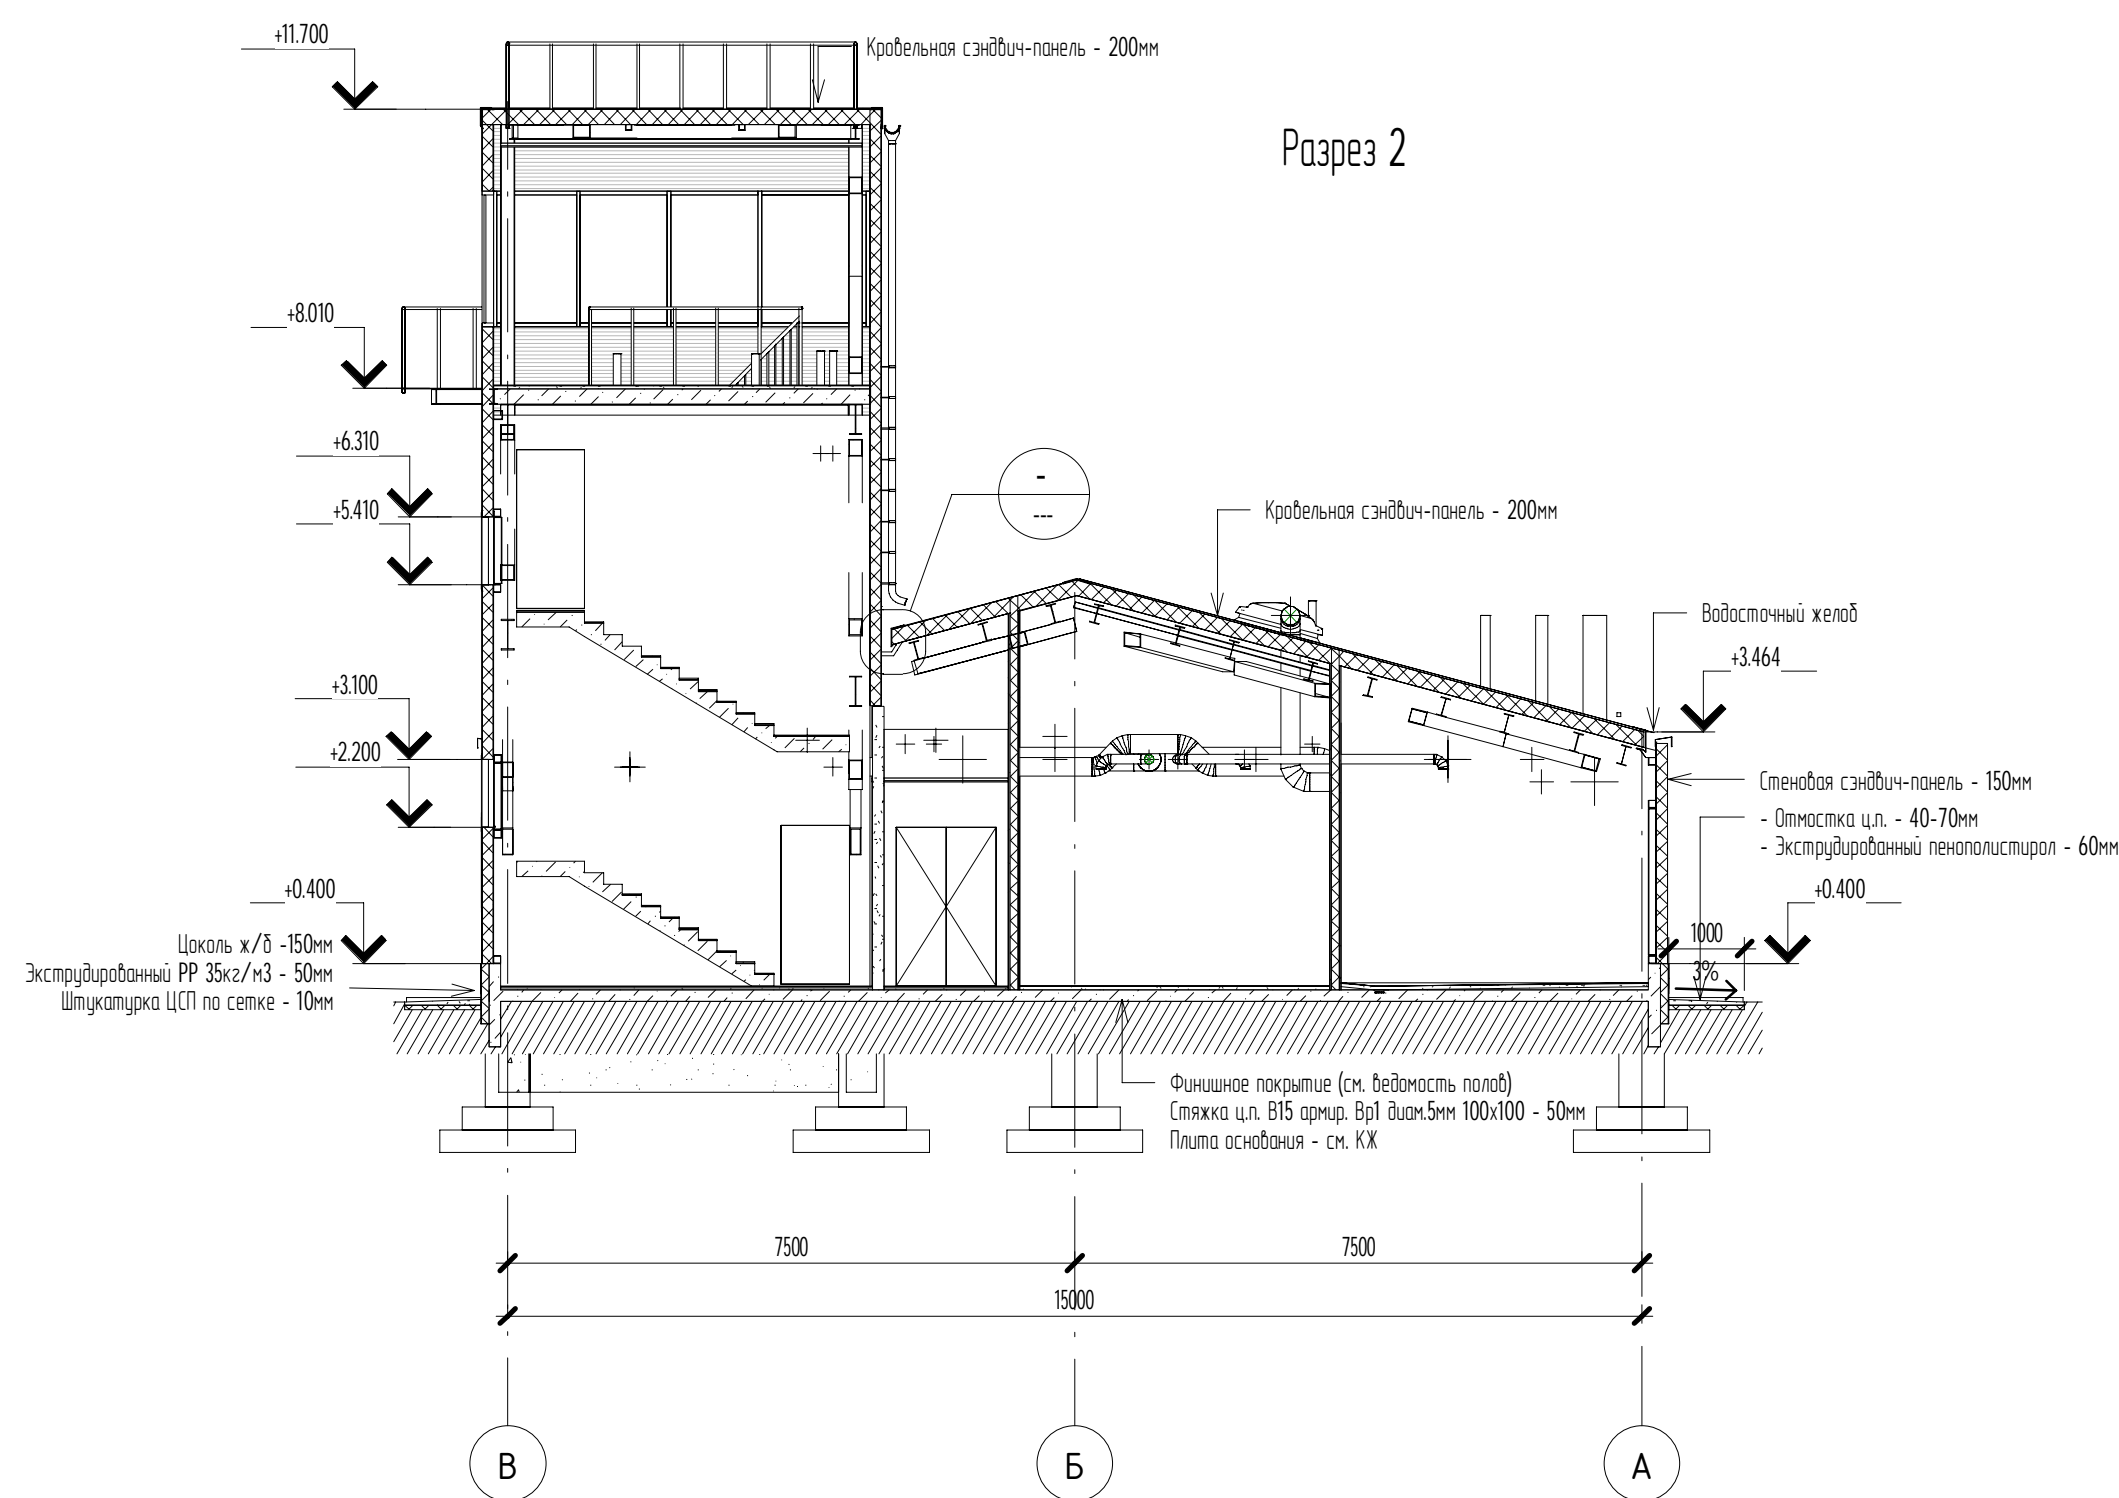 +11.700
Кровельная сэндвич-панель - 200мм
Разрез 2
+8.010
+6.310
+5.410
-
---
Кровельная сэндвич-панель - 200мм
Водосточный желоб
+3.464
+3.100
+2.200
Стеновая сэндвич-панель - 150мм
- Отмостка ц.п. - 40-70мм
- Экструдированный пенополистирол - 60мм
+0.400
+0.400
1000
3%
Цоколь ж/б -150мм
Экструдированный РР 35кг/м3 - 50мм
Штукатурка ЦСП по сетке - 10мм
Финишное покрытие (см. ведомость полов)
Стяжка ц.п. В15 армир. Вр1 диам.5мм 100х100 - 50мм
Плита основания - см. КЖ
7500
7500
15000
В
Б
А